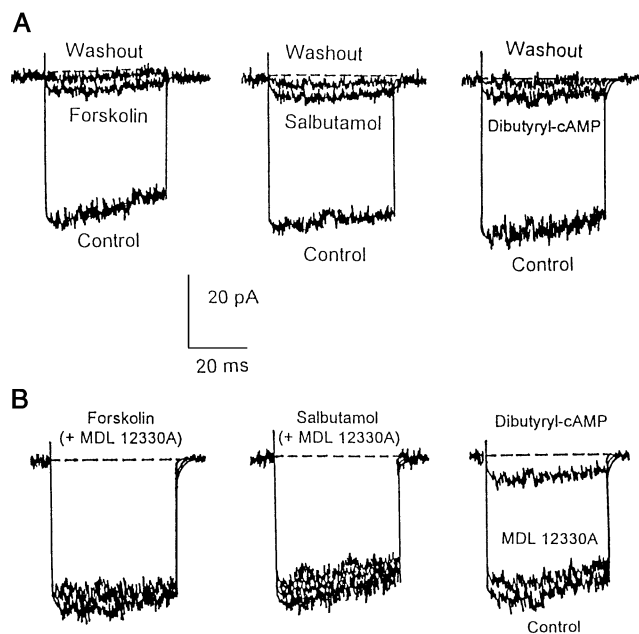 A
Washout
Washout
Washout
Forskolin
Salbutamol
Dibutyryl-cAMP
Control
Control
Control
20 pA
20 ms
B
Forskolin
(+ MDL 12330A)
Salbutamol
(+ MDL 12330A)
Dibutyryl-cAMP
MDL 12330A
Control